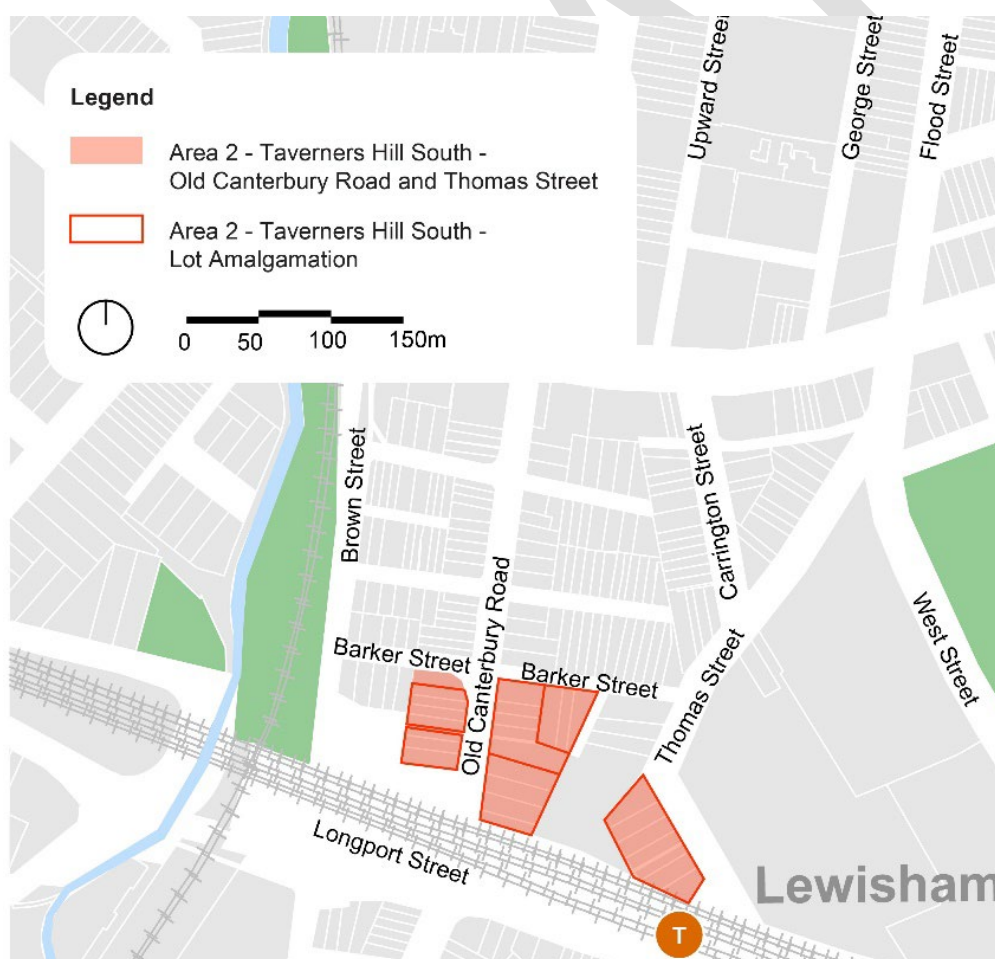 Legend
Area 2 - Taverners Hill South -
Old Canterbury Road and Thomas Street
Area 2 - Taverners Hill South -
Lot Amalgamation
0 50 100 150m
Upward Street
George Street
Flood Street
Brown Street
Old Canterbury Road
Carrington Street
West Street
Barker Street
Barker Street
Thomas Street
Longport Street
Lewisham
T